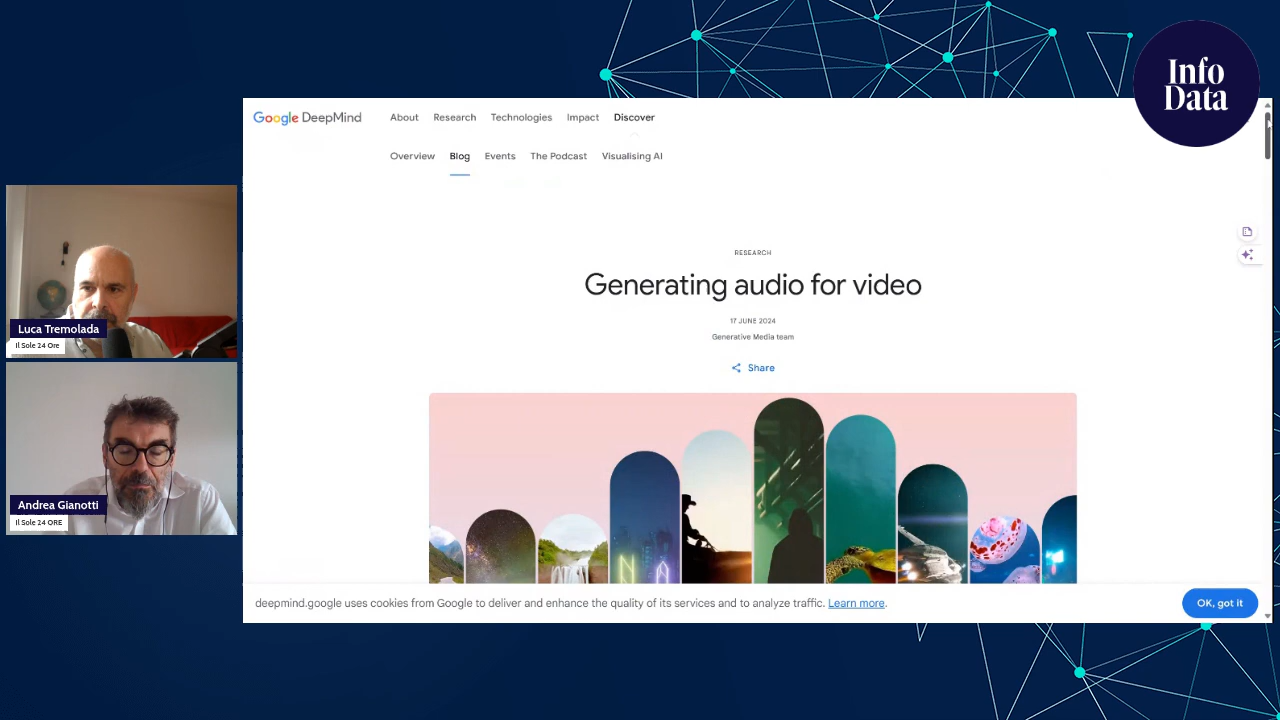 Info
Data
Google DeepMind
About Research Technologies Impact Discover
Overview Blog Events The Podcast Visualising AI
RESEARCH
Generating audio for video
17 JUNE 2024
Generative Media team
Share
Luca Tremolada
Il Sole 24 Ore
Andrea Gianotti
Il Sole 24 ORE
deepmind.google uses cookies from Google to deliver and enhance the quality of its services and to analyze traffic. Learn more.
OK, got it